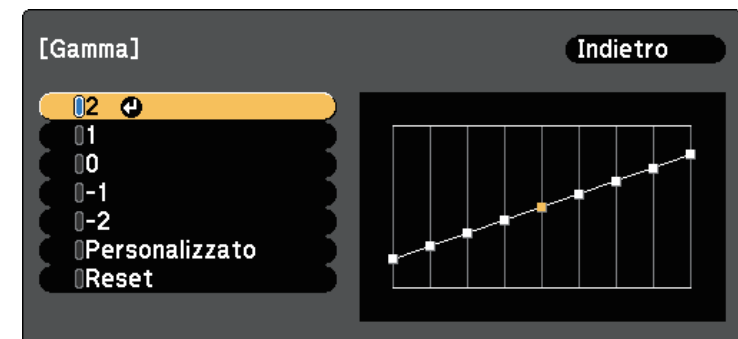 [Gamma]
Indietro
2
1
0
-1
-2
Personalizzato
Reset